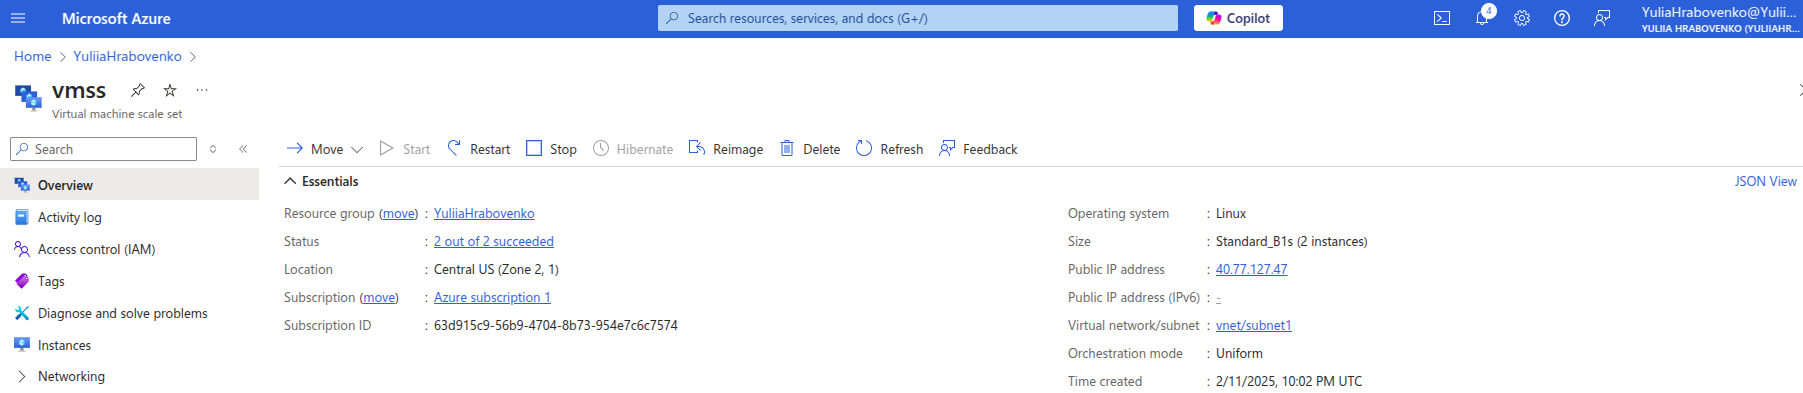 Microsoft Azure
Search resources, services, and docs (G+/)
Copilot
4
YuliaHrabovenko@Yulii...
YULIIA HRABOVENKO (YULIIAHR...
Home > YuliiaHrabovenko >
vmss
Virtual machine scale set
Search
Move
Start
Restart
Stop
Hibernate
Reimage
Delete
Refresh
Feedback
Overview
Activity log
Access control (IAM)
Tags
Diagnose and solve problems
Instances
Networking
Essentials
JSON View
Resource group (move) : YuliiaHrabovenko
Status : 2 out of 2 succeeded
Location : Central US (Zone 2, 1)
Subscription (move) : Azure subscription 1
Subscription ID : 63d915c9-56b9-4704-8b73-954e7c6c7574
Operating system : Linux
Size : Standard_B1s (2 instances)
Public IP address : 40.77.127.47
Public IP address (IPv6) : -
Virtual network/subnet : vnet/subnet1
Orchestration mode : Uniform
Time created : 2/11/2025, 10:02 PM UTC